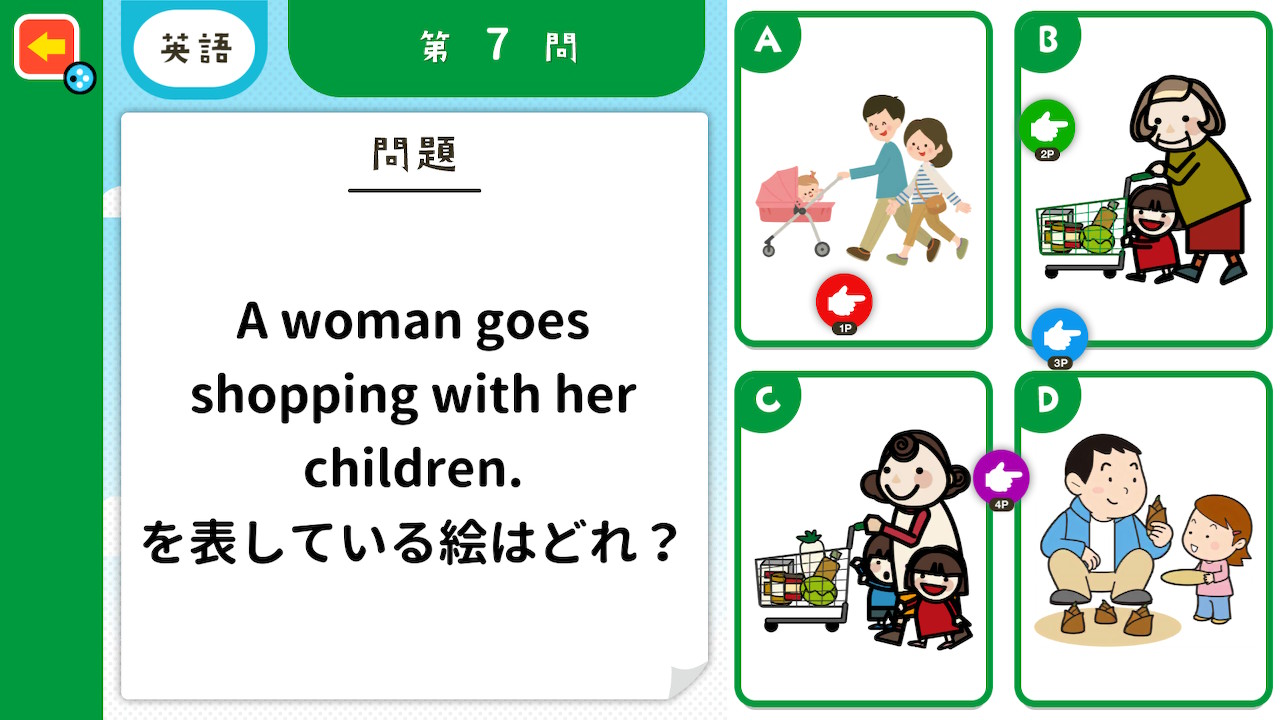 英語
第 7 問
問題
A woman goes
shopping with her
children.
を表している絵はどれ？
A
B
C
D
1P
2P
3P
4P